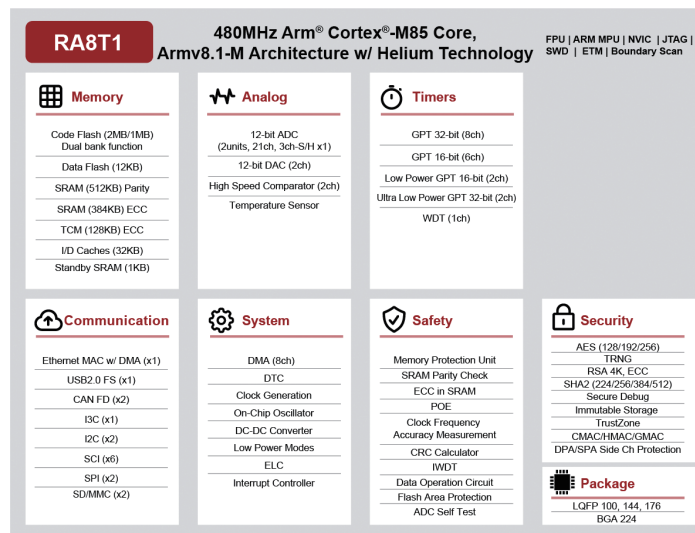 RA8T1
480MHz Arm® Cortex®-M85 Core,
Armv8.1-M Architecture w/ Helium Technology
FPU | ARM MPU | NVIC | JTAG |
SWD | ETM | Boundary Scan
Memory
Code Flash (2MB/1MB)
Dual bank function
Data Flash (12KB)
SRAM (512KB) Parity
SRAM (384KB) ECC
TCM (128KB) ECC
I/D Caches (32KB)
Standby SRAM (1KB)
Analog
12-bit ADC
(2units, 21ch, 3ch-S/H x1)
12-bit DAC (2ch)
High Speed Comparator (2ch)
Temperature Sensor
Timers
GPT 32-bit (8ch)
GPT 16-bit (6ch)
Low Power GPT 16-bit (2ch)
Ultra Low Power GPT 32-bit (2ch)
WDT (1ch)
Communication
Ethernet MAC w/ DMA (x1)
USB2.0 FS (x1)
CAN FD (x2)
I3C (x1)
I2C (x2)
SCI (x6)
SPI (x2)
SD/MMC (x2)
System
DMA (8ch)
DTC
Clock Generation
On-Chip Oscillator
DC-DC Converter
Low Power Modes
ELC
Interrupt Controller
Safety
Memory Protection Unit
SRAM Parity Check
ECC in SRAM
POE
Clock Frequency
Accuracy Measurement
CRC Calculator
IWDT
Data Operation Circuit
Flash Area Protection
ADC Self Test
Security
AES (128/192/256)
TRNG
RSA 4K, ECC
SHA2 (224/256/384/512)
Secure Debug
Immutable Storage
TrustZone
CMAC/HMAC/GMAC
DPA/SPA Side Ch Protection
Package
LQFP 100, 144, 176
BGA 224